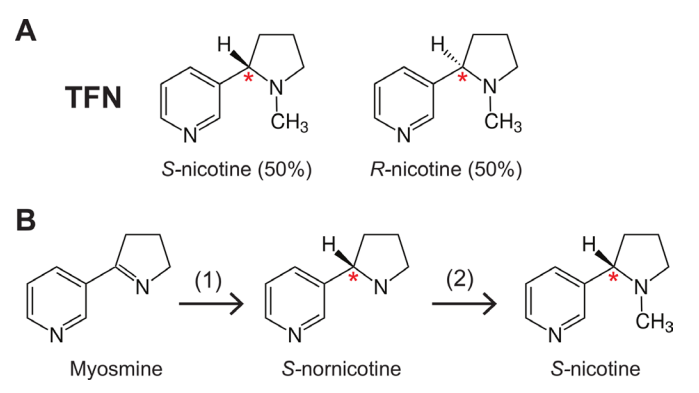 A
TFN
H
*
N
N
CH3
S-nicotine (50%)
H
*
N
N
CH3
R-nicotine (50%)
B
N
N
Myosmine
(1)
H
*
N
N
S-nornicotine
(2)
H
*
N
N
CH3
S-nicotine